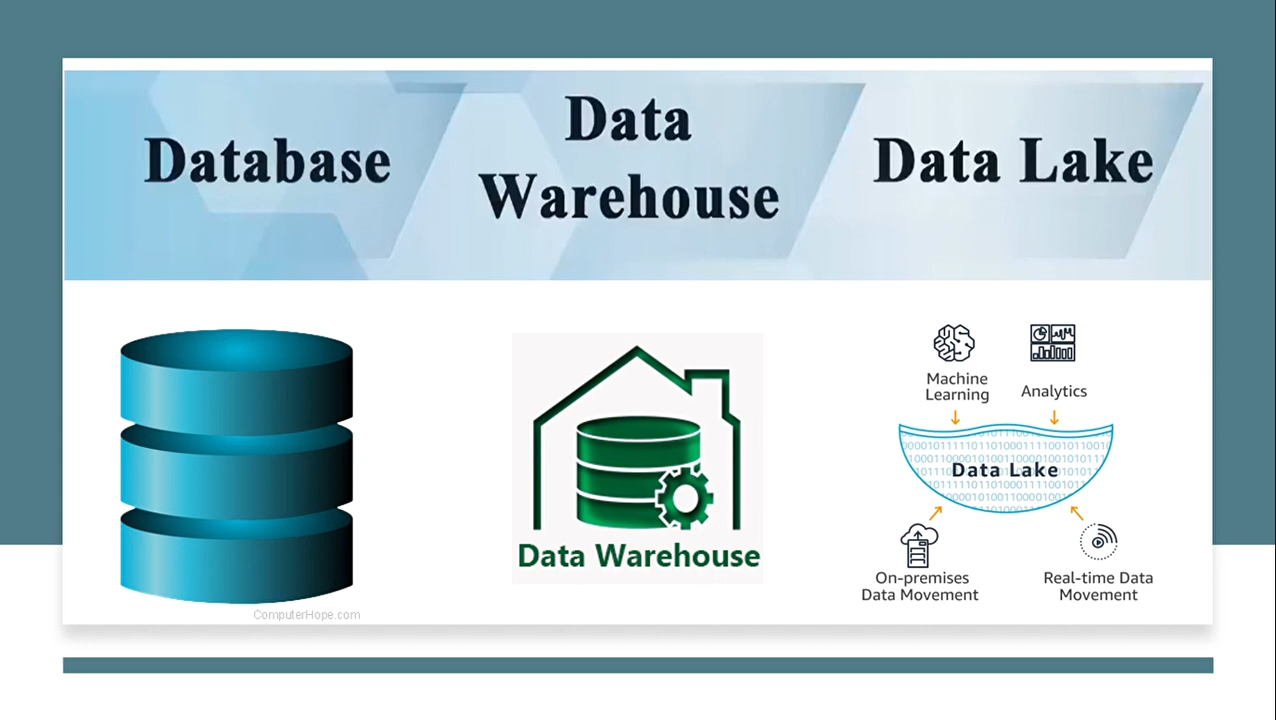 Database
Data
Warehouse
Data Lake
ComputerHope.com
Data Warehouse
Machine
Learning
Analytics
Data Lake
On-premises
Data Movement
Real-time Data
Movement